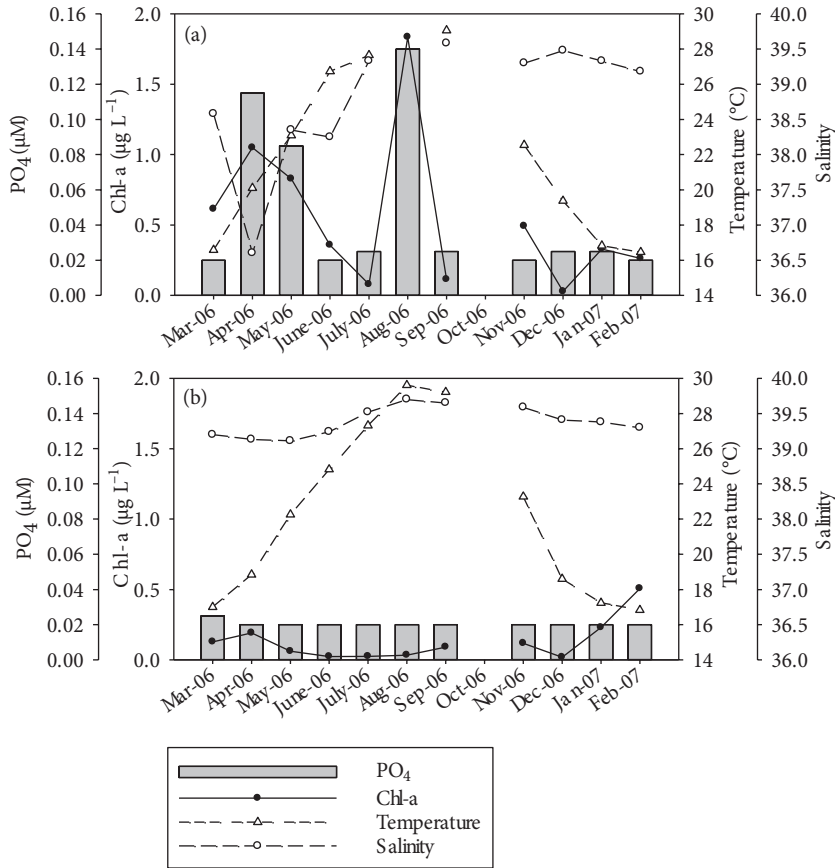 (a)
PO4 (µM)
0.16
0.14
0.12
0.10
0.08
0.06
0.04
0.02
0.00
Chl-a (µg L–1)
2.0
1.5
1.0
0.5
0.0
Temperature (°C)
30
28
26
24
22
20
18
16
14
Salinity
40.0
39.5
39.0
38.5
38.0
37.5
37.0
36.5
36.0
Mar-06
Apr-06
May-06
June-06
July-06
Aug-06
Sep-06
Oct-06
Nov-06
Dec-06
Jan-07
Feb-07
(b)
PO4 (µM)
0.16
0.14
0.12
0.10
0.08
0.06
0.04
0.02
0.00
Chl-a (µg L–1)
2.0
1.5
1.0
0.5
0.0
Temperature (°C)
30
28
26
24
28
20
18
16
14
Salinity
40.0
39.5
39.0
38.5
38.0
37.5
37.0
36.5
36.0
Mar-06
Apr-06
May-06
June-06
July-06
Aug-06
Sep-06
Oct-06
Nov-06
Dec-06
Jan-07
Feb-07
PO4
Chl-a
Temperature
Salinity